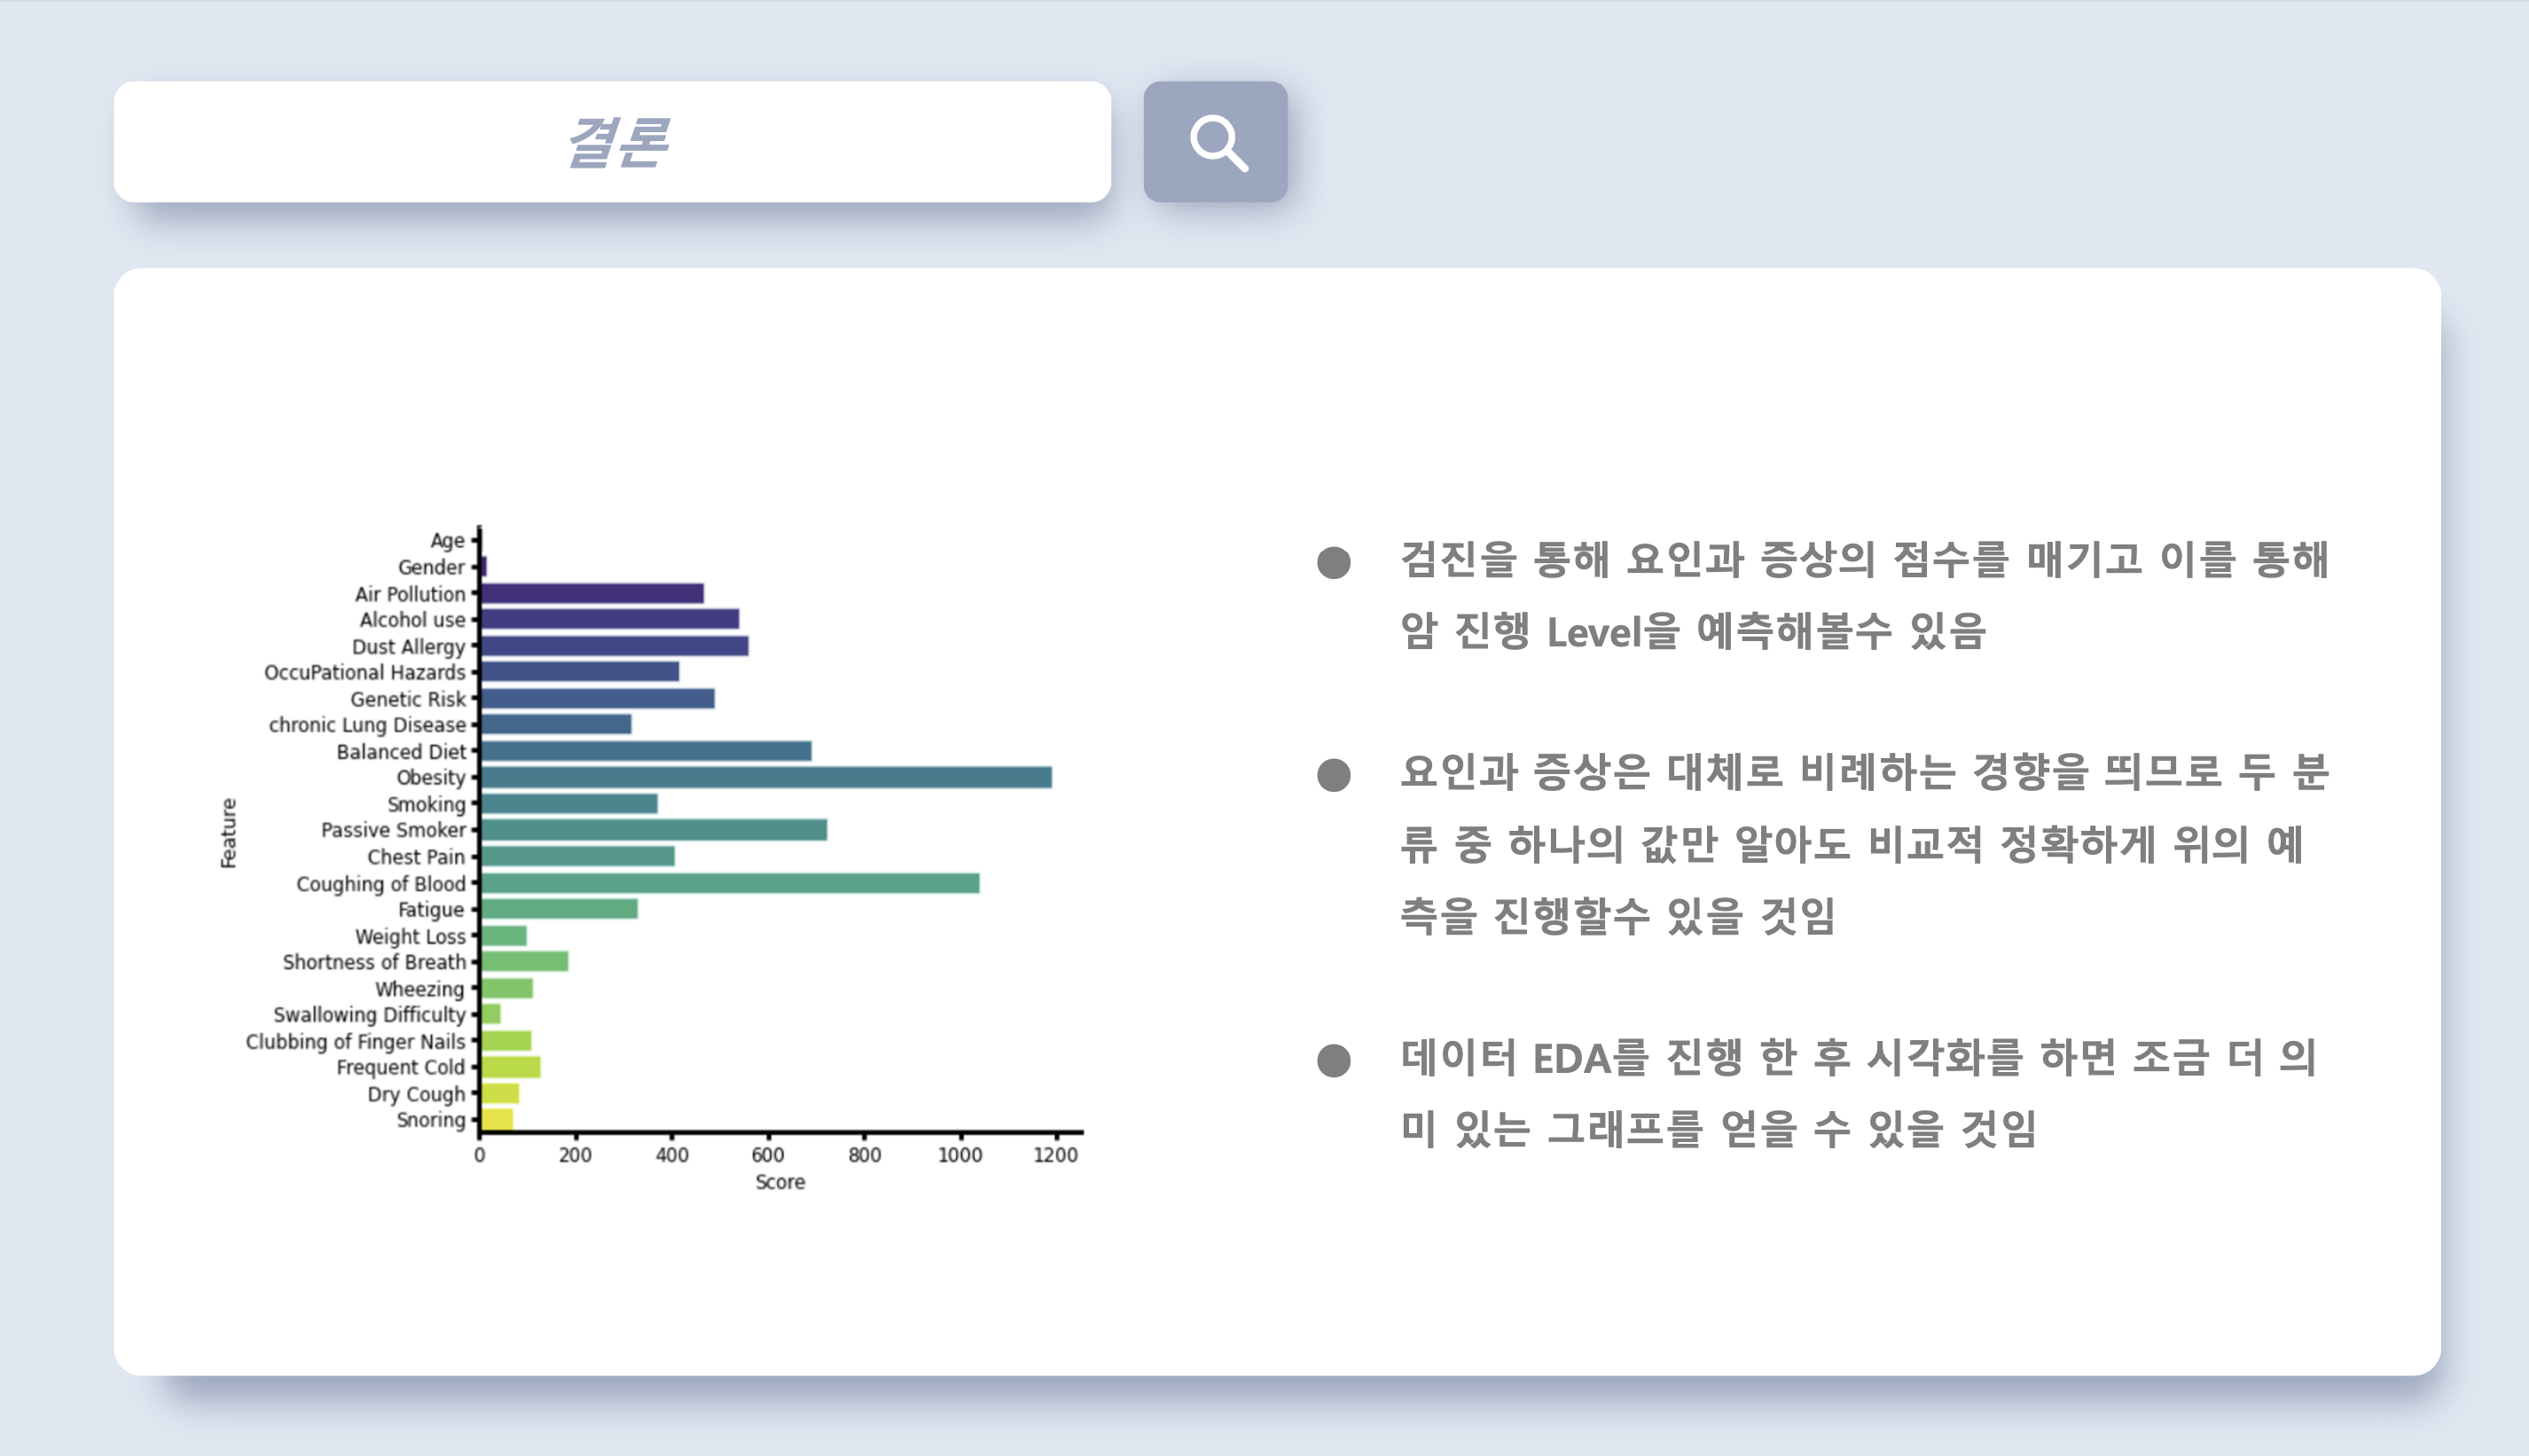 결론
Age
Gender
Air Pollution
Alcohol use
Dust Allergy
OccuPational Hazards
Genetic Risk
chronic Lung Disease
Balanced Diet
Obesity
Smoking
Passive Smoker
Chest Pain
Coughing of Blood
Fatigue
Weight Loss
Shortness of Breath
Wheezing
Swallowing Difficulty
Clubbing of Finger Nails
Frequent Cold
Dry Cough
Snoring
Feature
0 200 400 600 800 1000 1200
Score
● 검진을 통해 요인과 증상의 점수를 매기고 이를 통해
암 진행 Level을 예측해볼수 있음
● 요인과 증상은 대체로 비례하는 경향을 띄므로 두 분
류 중 하나의 값만 알아도 비교적 정확하게 위의 예
측을 진행할수 있을 것임
● 데이터 EDA를 진행 한 후 시각화를 하면 조금 더 의
미 있는 그래프를 얻을 수 있을 것임